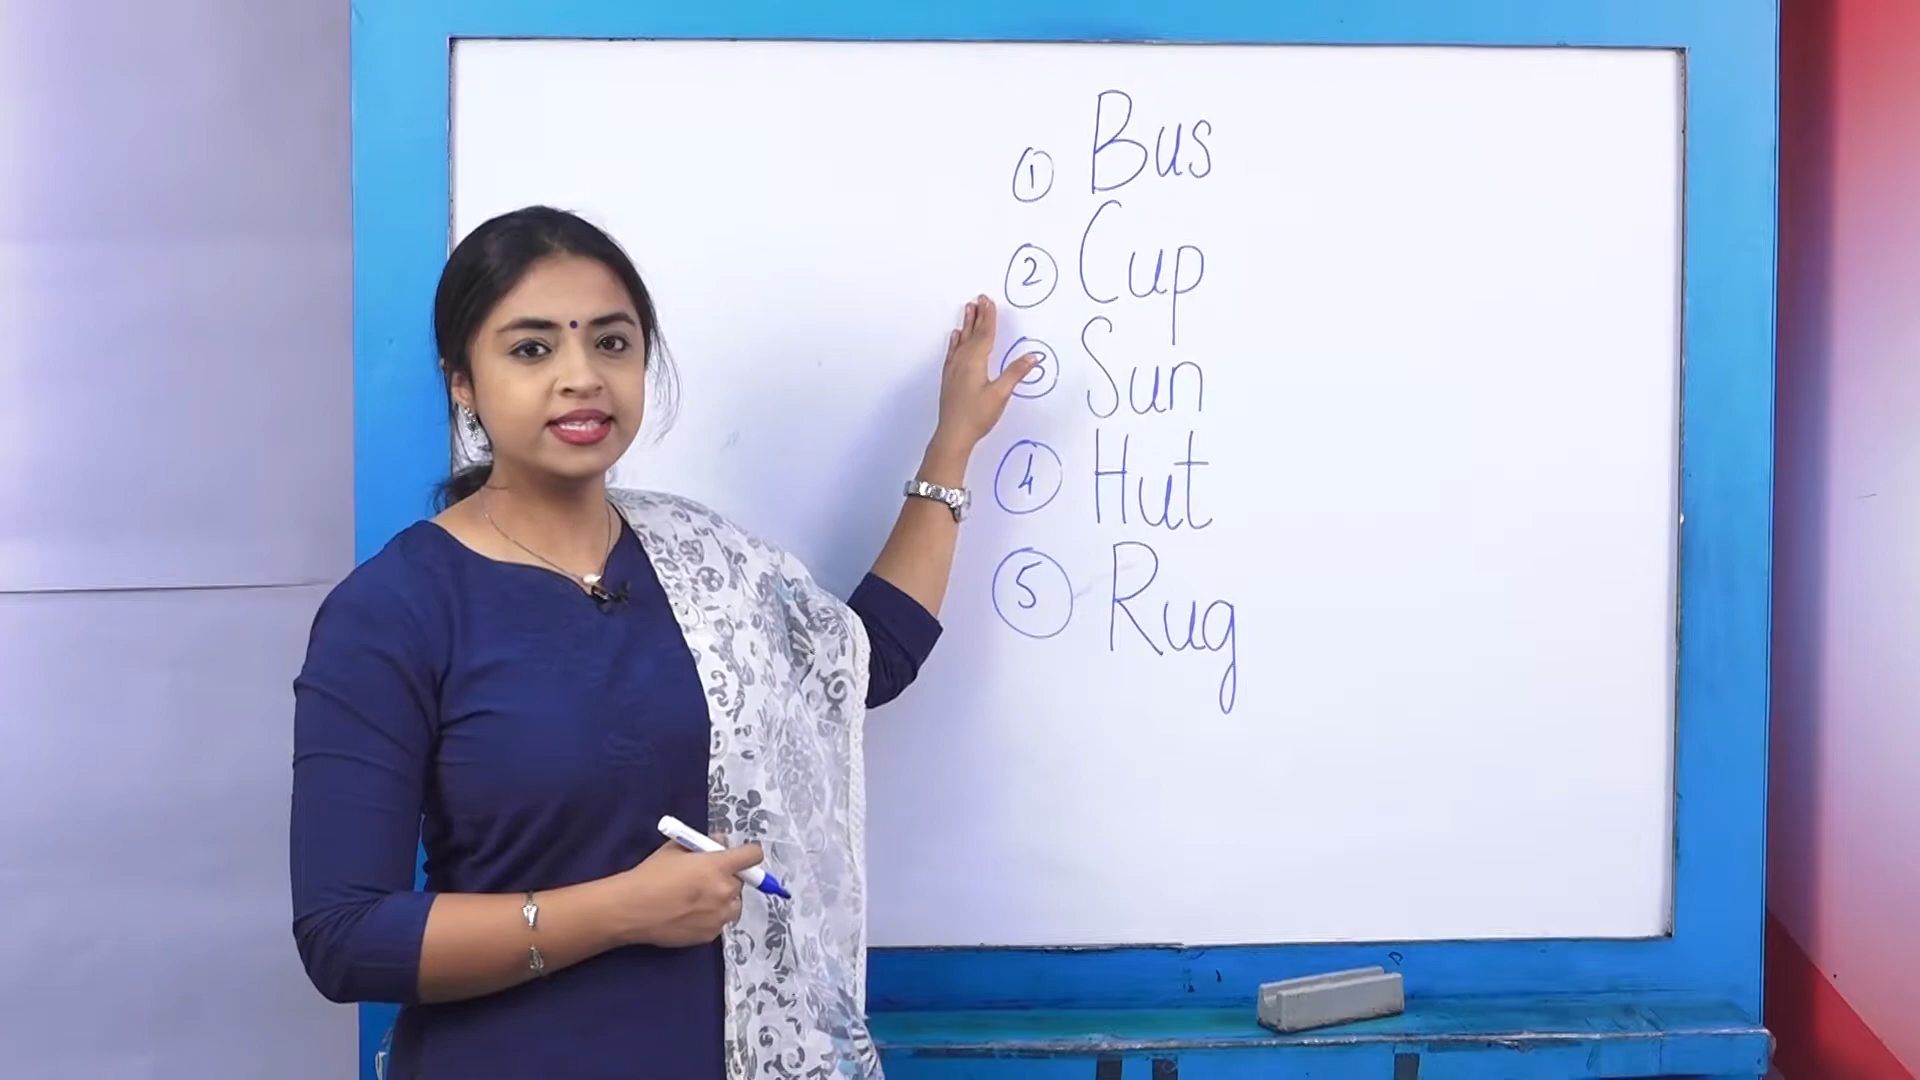 ① Bus
② Cup
③ Sun
④ Hut
⑤ Rug